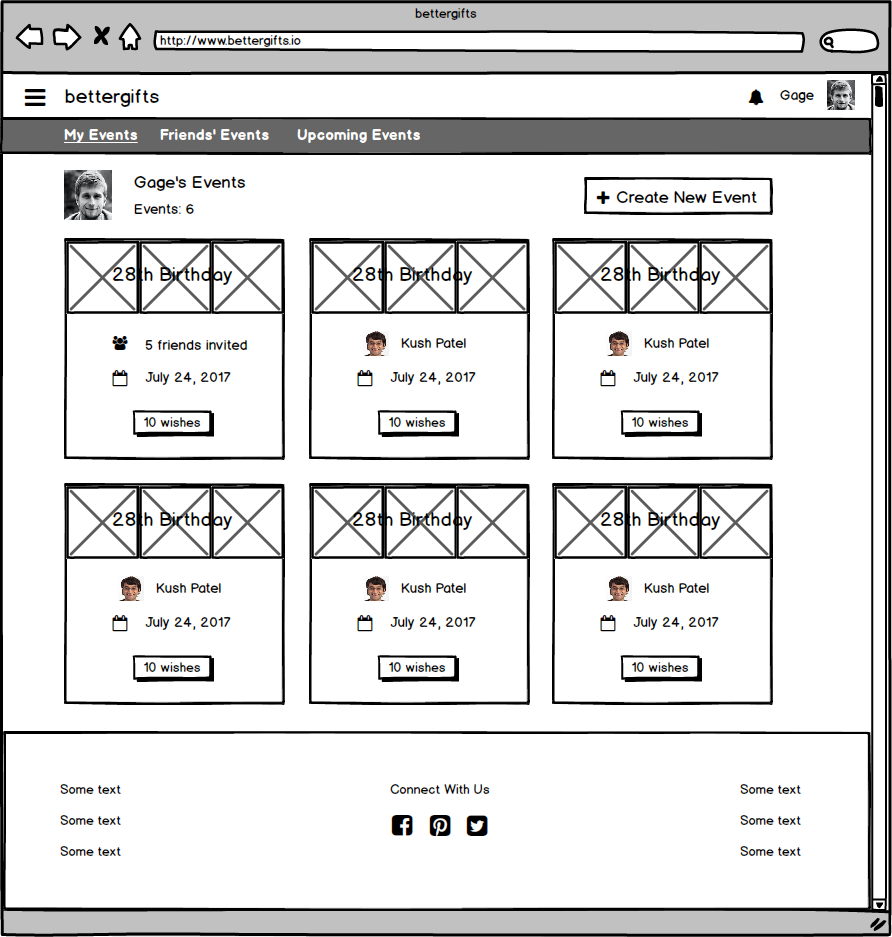 bettergifts
http://www.bettergifts.io
bettergifts
Gage
My Events Friends' Events Upcoming Events
Gage's Events
Events: 6
+ Create New Event
28th Birthday 28th Birthday 28th Birthday
5 friends invited Kush Patel Kush Patel
July 24, 2017 July 24, 2017 July 24, 2017
10 wishes 10 wishes 10 wishes
28th Birthday 28th Birthday 28th Birthday
Kush Patel Kush Patel Kush Patel
July 24, 2017 July 24, 2017 July 24, 2017
10 wishes 10 wishes 10 wishes
Some text Connect With Us Some text
Some text Some text
Some text Some text